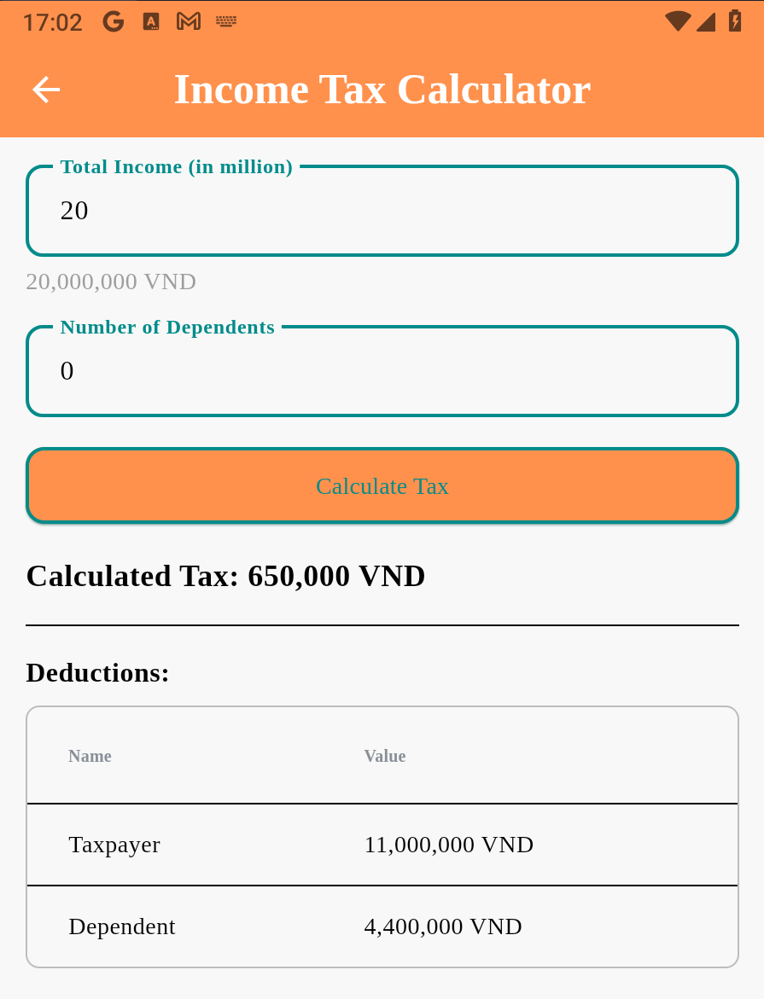 17:02
Income Tax Calculator
Total Income (in million)
20
20,000,000 VND
Number of Dependents
0
Calculate Tax
Calculated Tax: 650,000 VND
Deductions:
Name Value
Taxpayer 11,000,000 VND
Dependent 4,400,000 VND